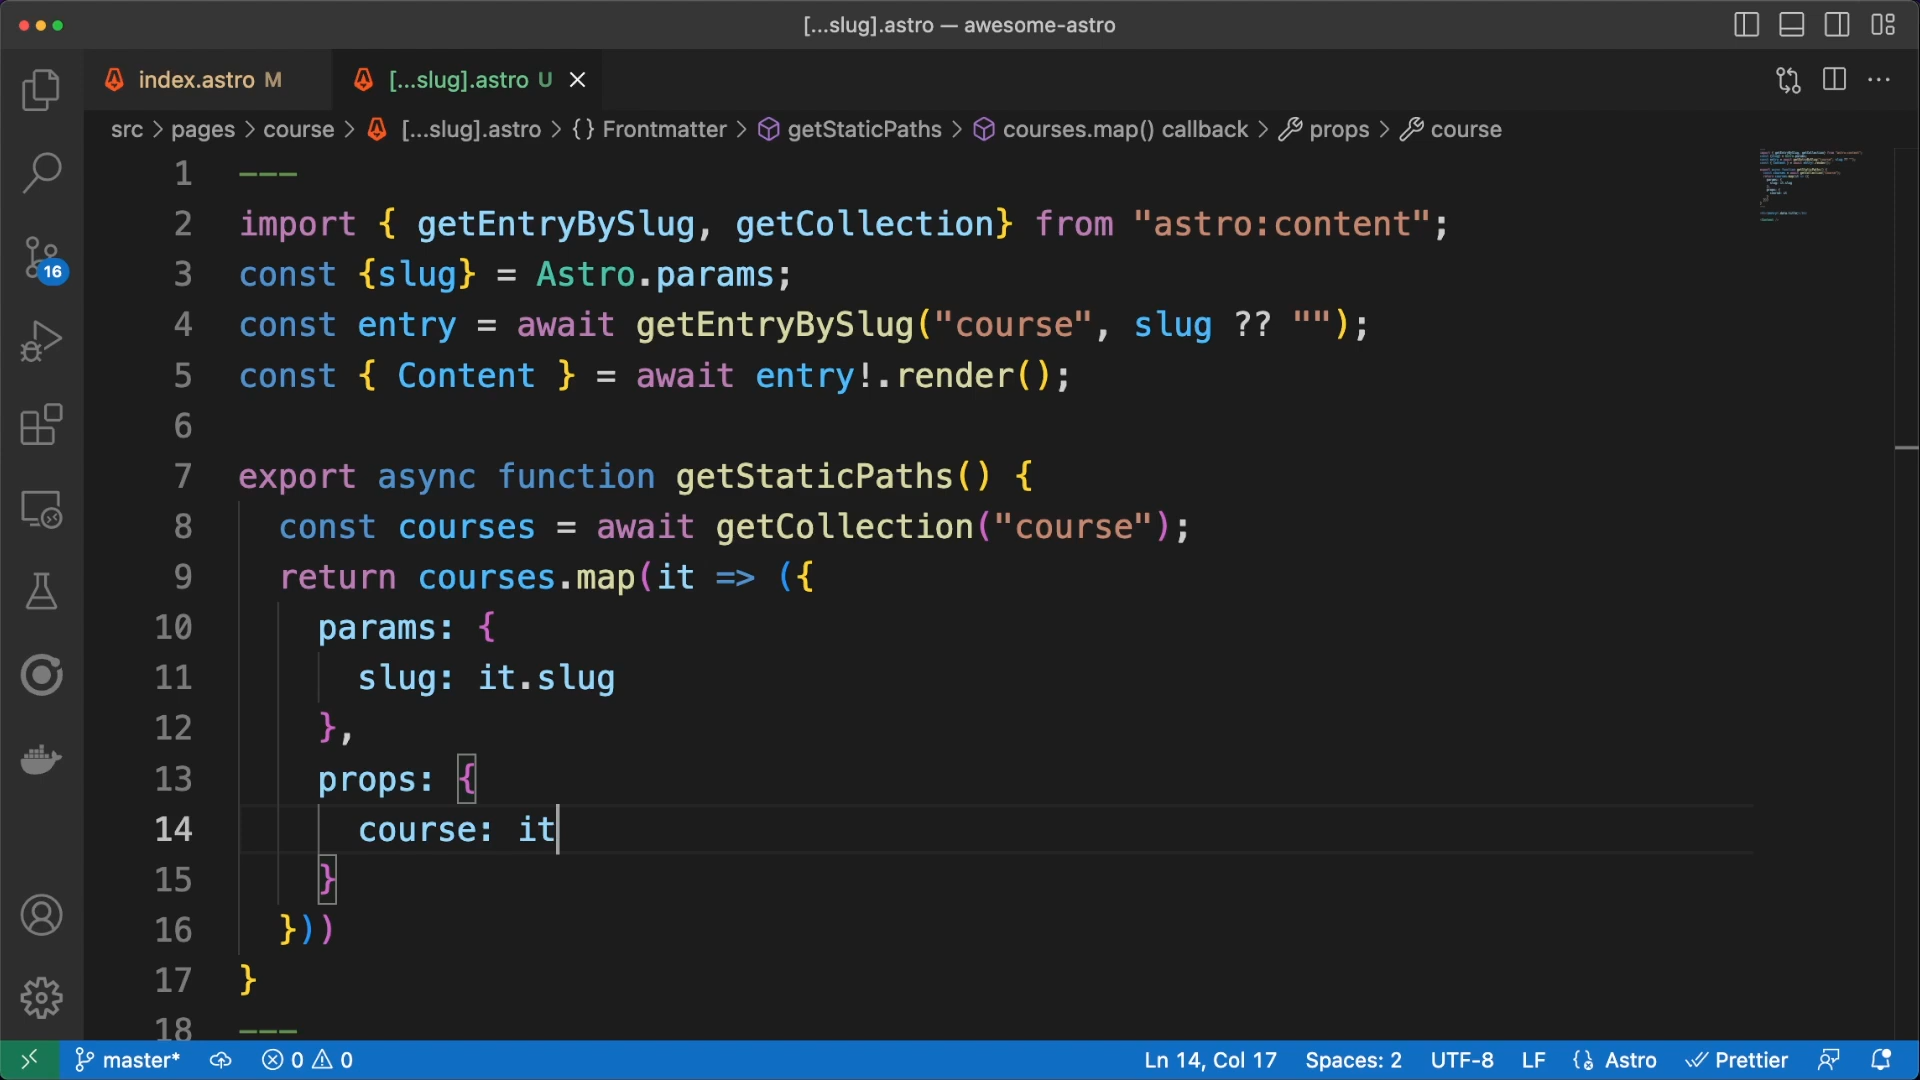 [...slug].astro — awesome-astro
index.astro M
[...slug].astro U
src > pages > course > [...slug].astro > {} Frontmatter > getStaticPaths > courses.map() callback > props > course
1 ---
2 import { getEntryBySlug, getCollection} from "astro:content";
3 const {slug} = Astro.params;
4 const entry = await getEntryBySlug("course", slug ?? "");
5 const { Content } = await entry!.render();
6
7 export async function getStaticPaths() {
8 const courses = await getCollection("course");
9 return courses.map(it => ({
10 params: {
11 slug: it.slug
12 },
13 props: {
14 course: it
15 }
16 }))
17 }
18 ---
16
master* 0 0 Ln 14, Col 17 Spaces: 2 UTF-8 LF Astro Prettier